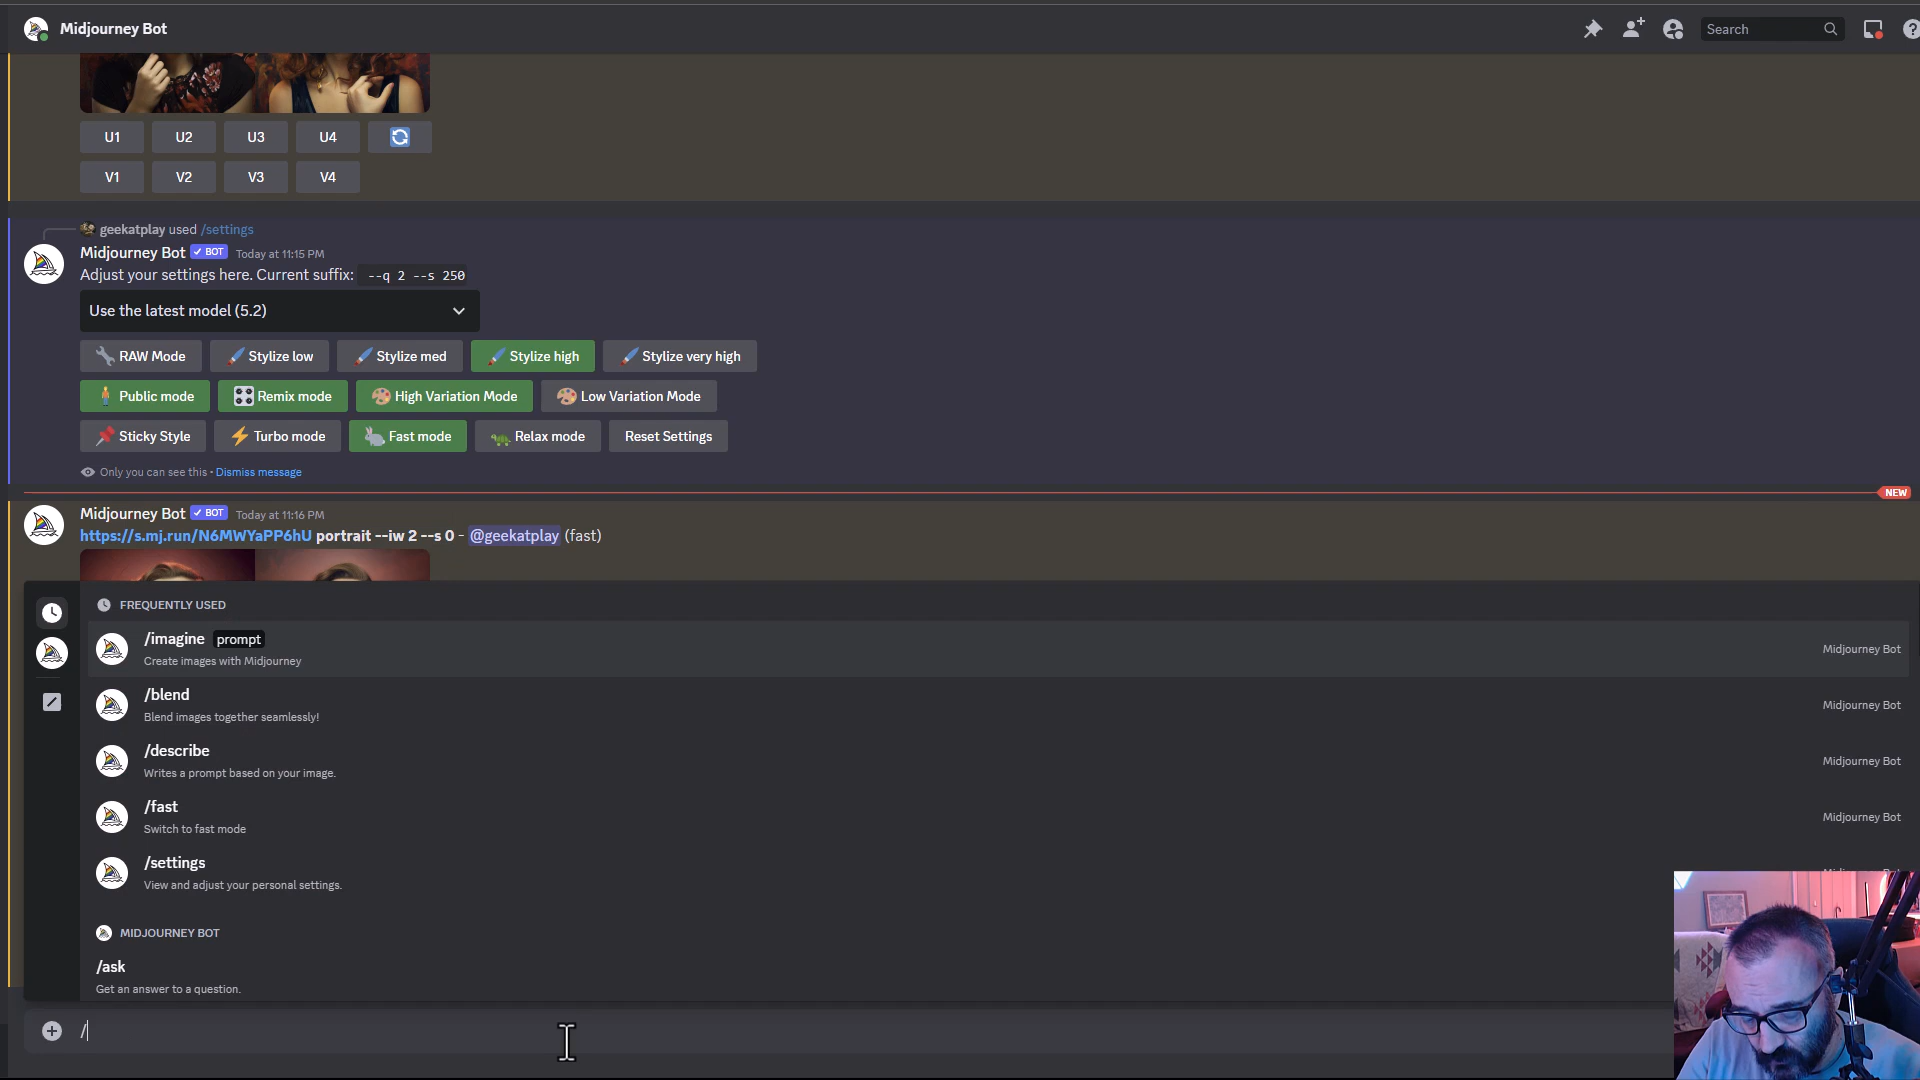 Midjourney Bot
Search
U1 U2 U3 U4
V1 V2 V3 V4
geekatplay used /settings
Midjourney Bot ✓ BOT Today at 11:15 PM
Adjust your settings here. Current suffix: --q 2 --s 250
Use the latest model (5.2)
RAW Mode Stylize low Stylize med Stylize high Stylize very high
Public mode Remix mode High Variation Mode Low Variation Mode
Sticky Style Turbo mode Fast mode Relax mode Reset Settings
Only you can see this • Dismiss message
NEW
Midjourney Bot ✓ BOT Today at 11:16 PM
https://s.mj.run/N6MWYaPP6hU portrait --iw 2 --s 0 - @geekatplay (fast)
FREQUENTLY USED
/imagine prompt
Create images with Midjourney
Midjourney Bot
/blend
Blend images together seamlessly!
Midjourney Bot
/describe
Writes a prompt based on your image.
Midjourney Bot
/fast
Switch to fast mode
Midjourney Bot
/settings
View and adjust your personal settings.
MIDJOURNEY BOT
/ask
Get an answer to a question.
/